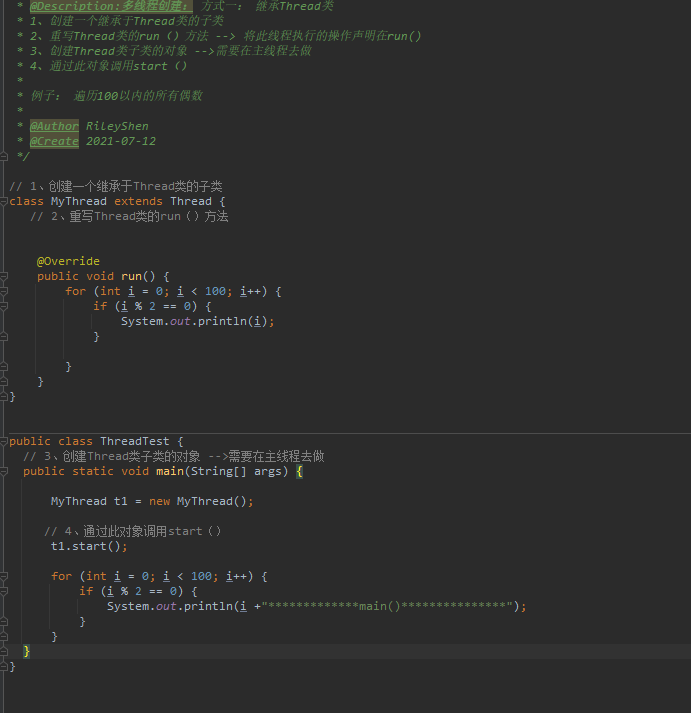 * @Description:多线程创建： 方式一： 继承Thread类
* 1、创建一个继承于Thread类的子类
* 2、重写Thread类的run（）方法 --> 将此线程执行的操作声明在run()
* 3、创建Thread类子类的对象 -->需要在主线程去做
* 4、通过此对象调用start（）
*
* 例子： 遍历100以内的所有偶数
*
* @Author RileyShen
* @Create 2021-07-12
*/
// 1、创建一个继承于Thread类的子类
class MyThread extends Thread {
// 2、重写Thread类的run（）方法
@Override
public void run() {
for (int i = 0; i < 100; i++) {
if (i % 2 == 0) {
System.out.println(i);
}
}
}
}
public class ThreadTest {
// 3、创建Thread类子类的对象 -->需要在主线程去做
public static void main(String[] args) {
MyThread t1 = new MyThread();
// 4、通过此对象调用start（）
t1.start();
for (int i = 0; i < 100; i++) {
if (i % 2 == 0) {
System.out.println(i +"*************main()***************");
}
}
}
}